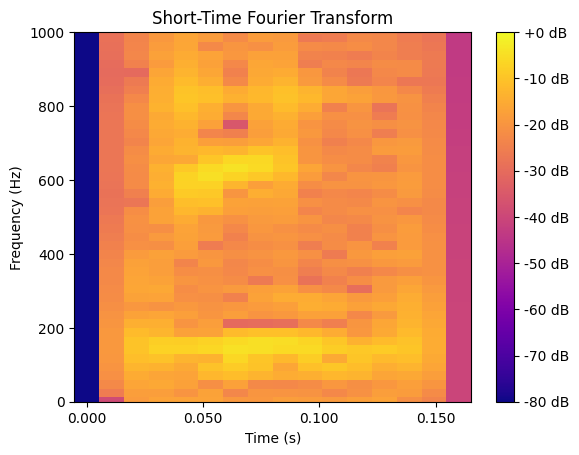 Short-Time Fourier Transform
1000
800
600
400
200
0
Frequency (Hz)
0.000
0.050
0.100
0.150
Time (s)
+0 dB
-10 dB
-20 dB
-30 dB
-40 dB
-50 dB
-60 dB
-70 dB
-80 dB